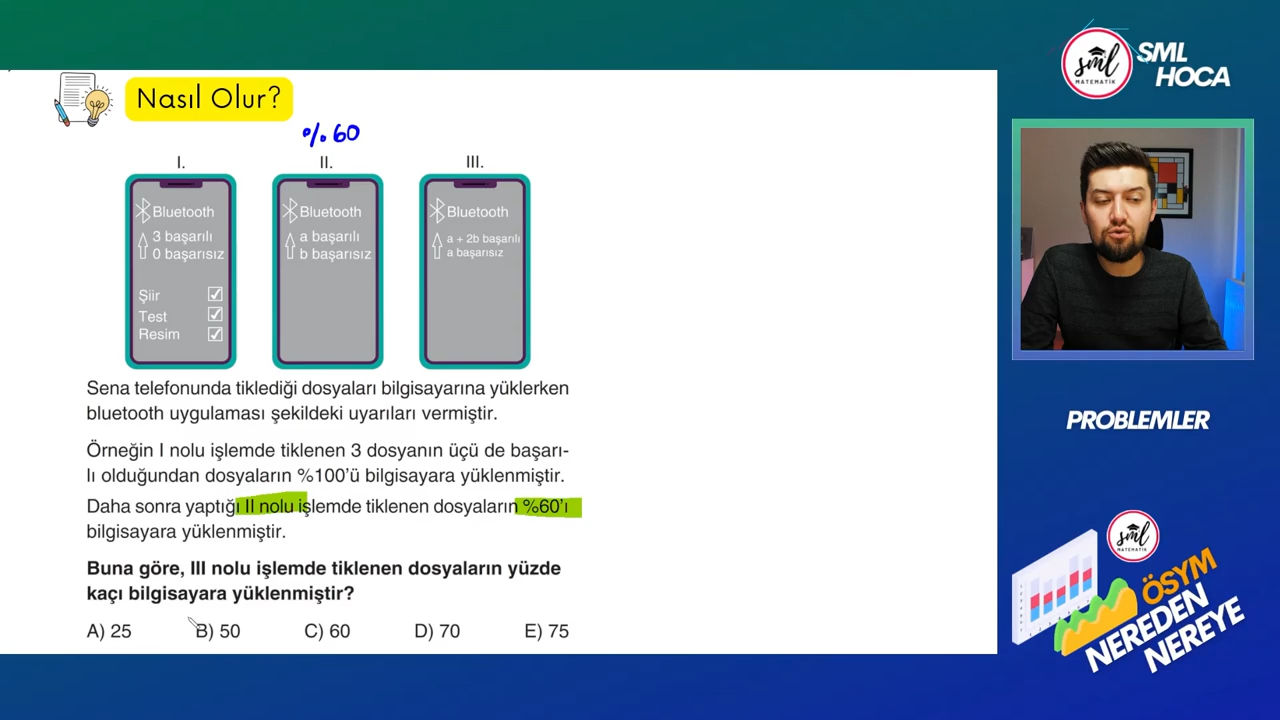 Nasıl Olur?
%60
I.
II.
III.
Bluetooth
3 başarılı
0 başarısız
Şiir
Test
Resim
Bluetooth
a başarılı
b başarısız
Bluetooth
a + 2b başarılı
a başarısız
Sena telefonunda tiklediği dosyaları bilgisayarına yüklerken
bluetooth uygulaması şekildeki uyarıları vermiştir.
Örneğin I nolu işlemde tiklenen 3 dosyanın üçü de başarı-
lı olduğundan dosyaların %100'ü bilgisayara yüklenmiştir.
Daha sonra yaptığı II nolu işlemde tiklenen dosyaların %60'ı
bilgisayara yüklenmiştir.
Buna göre, III nolu işlemde tiklenen dosyaların yüzde
kaçı bilgisayara yüklenmiştir?
A) 25 B) 50 C) 60 D) 70 E) 75
sml
MATEMATİK
SML
HOCA
PROBLEMLER
sml
MATEMATİK
ÖSYM
NEREDEN
NEREYE